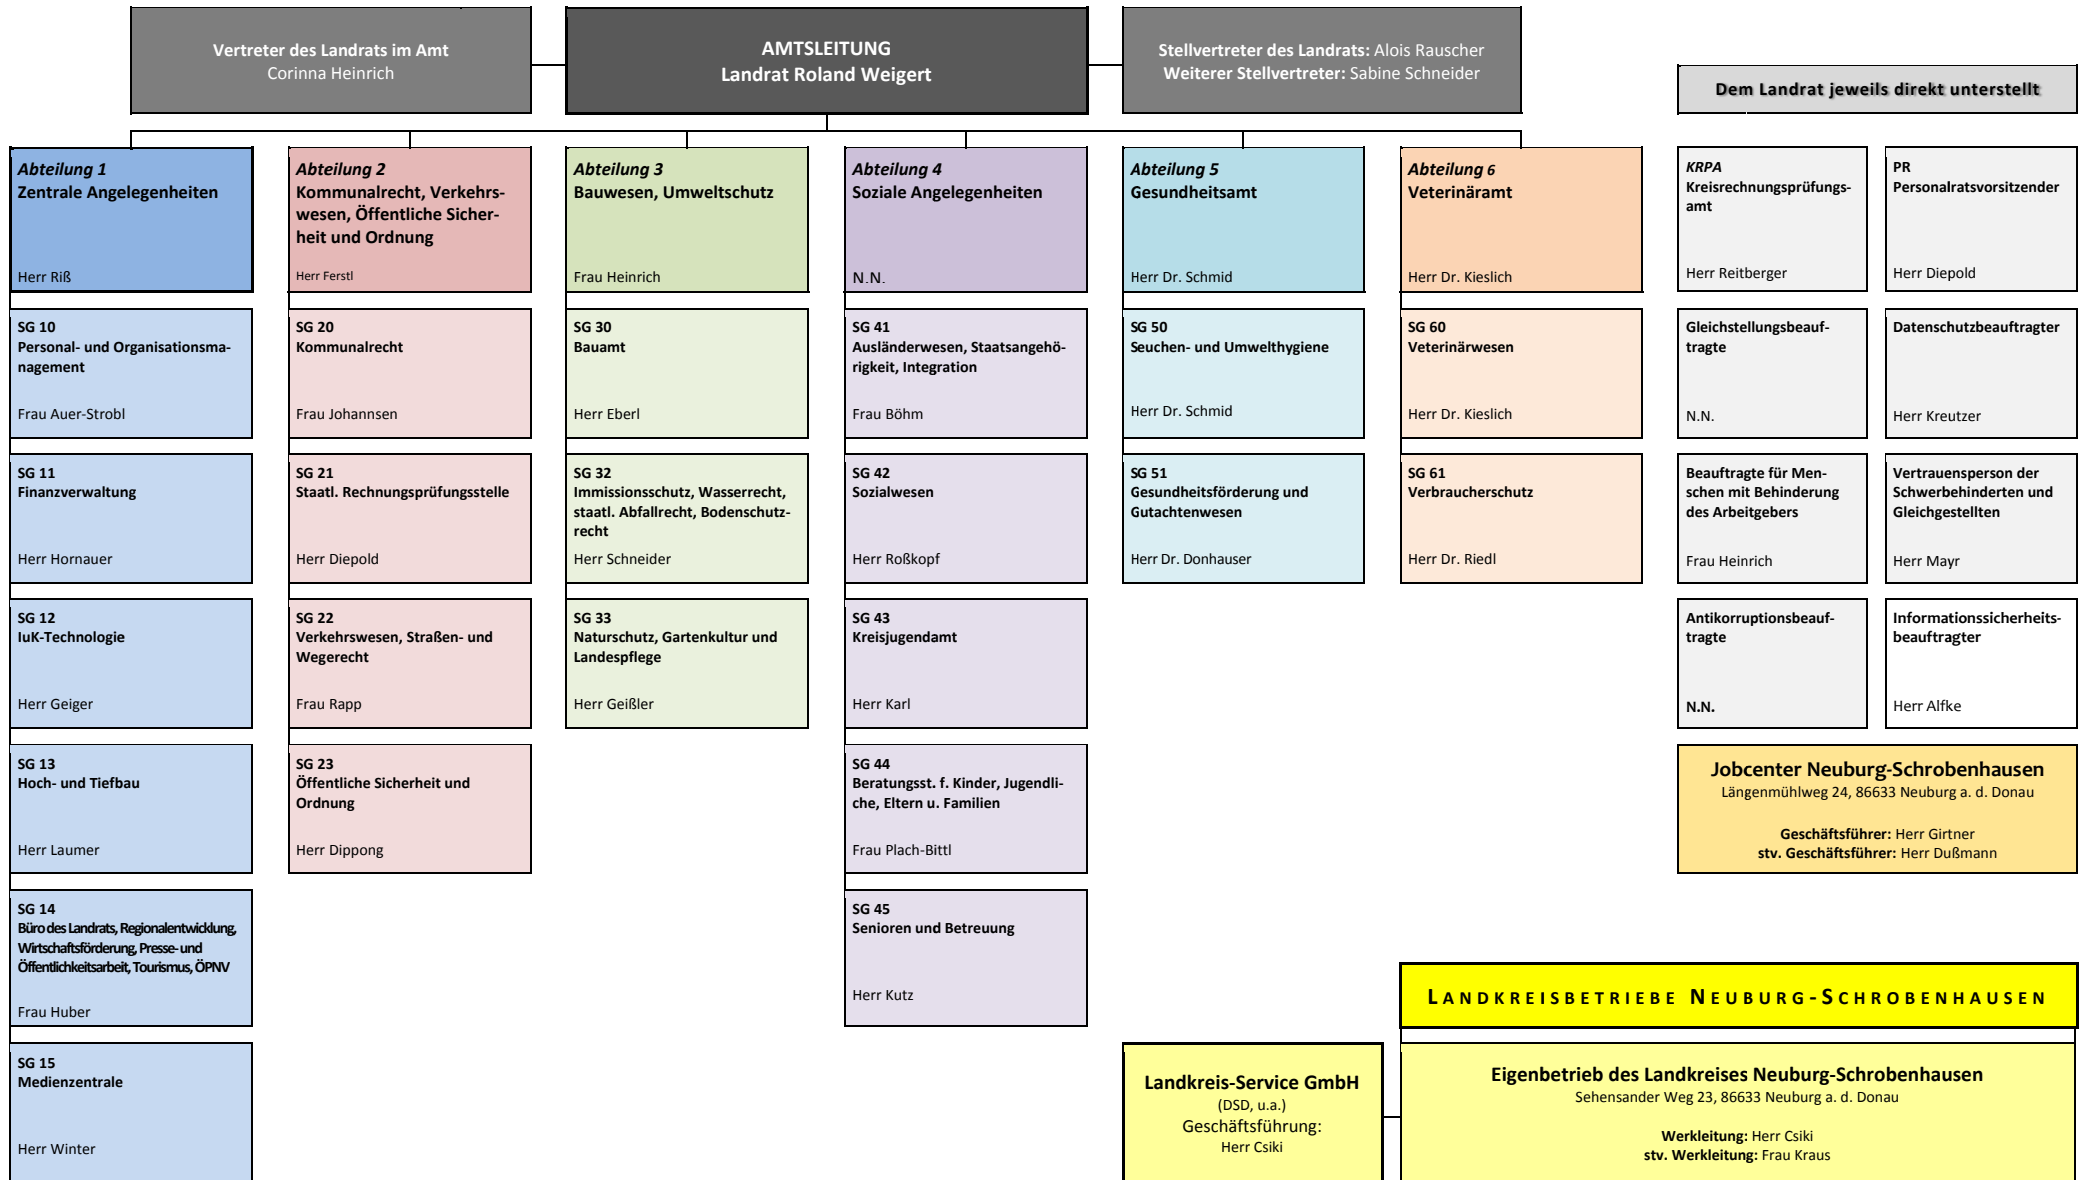 Vertreter des Landrats im Amt
Corinna Heinrich
AMTSLEITUNG
Landrat Roland Weigert
Stellvertreter des Landrats: Alois Rauscher
Weiterer Stellvertreter: Sabine Schneider
Dem Landrat jeweils direkt unterstellt
Abteilung 1
Zentrale Angelegenheiten
Herr Riß
Abteilung 2
Kommunalrecht, Verkehrs-
wesen, Öffentliche Sicher-
heit und Ordnung
Herr Ferstl
Abteilung 3
Bauwesen, Umweltschutz
Frau Heinrich
Abteilung 4
Soziale Angelegenheiten
N.N.
Abteilung 5
Gesundheitsamt
Herr Dr. Schmid
Abteilung 6
Veterinäramt
Herr Dr. Kieslich
KRPA
Kreisrechnungsprüfungs-
amt
Herr Reitberger
PR
Personalratsvorsitzender
Herr Diepold
SG 10
Personal- und Organisationsma-
nagement
Frau Auer-Strobl
SG 20
Kommunalrecht
Frau Johannsen
SG 30
Bauamt
Herr Eberl
SG 41
Ausländerwesen, Staatsangehö-
rigkeit, Integration
Frau Böhm
SG 50
Seuchen- und Umwelthygiene
Herr Dr. Schmid
SG 60
Veterinärwesen
Herr Dr. Kieslich
Gleichstellungsbeauf-
tragte
N.N.
Datenschutzbeauftragter
Herr Kreutzer
SG 11
Finanzverwaltung
Herr Hornauer
SG 21
Staatl. Rechnungsprüfungsstelle
Herr Diepold
SG 32
Immissionsschutz, Wasserrecht,
staatl. Abfallrecht, Bodenschutz-
recht
Herr Schneider
SG 42
Sozialwesen
Herr Roßkopf
SG 51
Gesundheitsförderung und
Gutachtenwesen
Herr Dr. Donhauser
SG 61
Verbraucherschutz
Herr Dr. Riedl
Beauftragte für Men-
schen mit Behinderung
des Arbeitgebers
Frau Heinrich
Vertrauensperson der
Schwerbehinderten und
Gleichgestellten
Herr Mayr
SG 12
IuK-Technologie
Herr Geiger
SG 22
Verkehrswesen, Straßen- und
Wegerecht
Frau Rapp
SG 33
Naturschutz, Gartenkultur und
Landespflege
Herr Geißler
SG 43
Kreisjugendamt
Herr Karl
Antikorruptionsbeauf-
tragte
N.N.
Informationssicherheits-
beauftragter
Herr Alfke
SG 13
Hoch- und Tiefbau
Herr Laumer
SG 23
Öffentliche Sicherheit und
Ordnung
Herr Dippong
SG 44
Beratungsst. f. Kinder, Jugendli-
che, Eltern u. Familien
Frau Plach-Bittl
Jobcenter Neuburg-Schrobenhausen
Längenmühlweg 24, 86633 Neuburg a. d. Donau
Geschäftsführer: Herr Girtner
stv. Geschäftsführer: Herr Dußmann
SG 14
Büro des Landrats, Regionalentwicklung,
Wirtschaftsförderung, Presse- und
Öffentlichkeitsarbeit, Tourismus, ÖPNV
Frau Huber
SG 45
Senioren und Betreuung
Herr Kutz
LANDKREISBETRIEBE NEUBURG-SCHROBENHAUSEN
SG 15
Medienzentrale
Herr Winter
Landkreis-Service GmbH
(DSD, u.a.)
Geschäftsführung:
Herr Csiki
Eigenbetrieb des Landkreises Neuburg-Schrobenhausen
Sehensander Weg 23, 86633 Neuburg a. d. Donau
Werkleitung: Herr Csiki
stv. Werkleitung: Frau Kraus